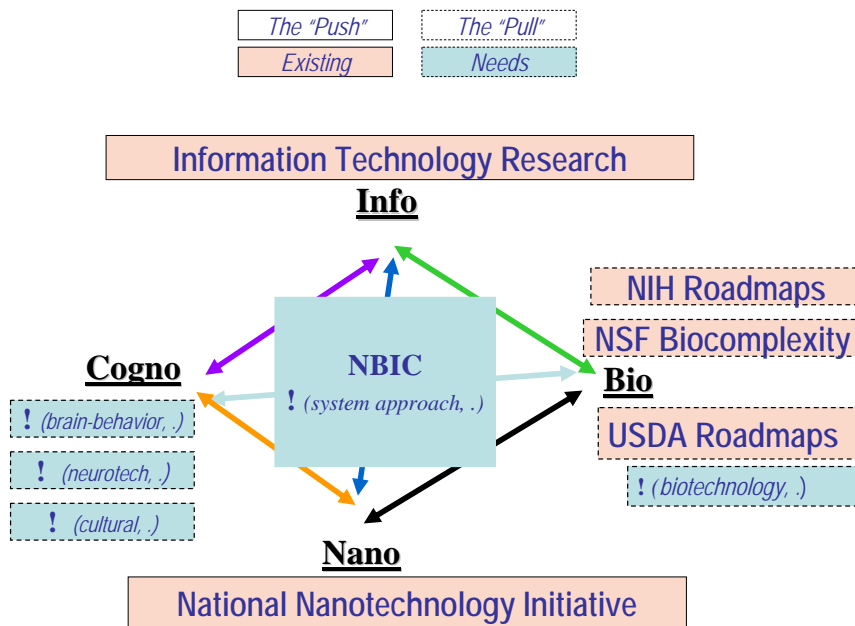 The “Push”
The “Pull”
Existing
Needs
Information Technology Research
Info
NIH Roadmaps
NSF Biocomplexity
NBIC
! (system approach, .)
Cogno
Bio
! (brain-behavior, .)
! (neurotech, .)
! (cultural, .)
USDA Roadmaps
! (biotechnology, .)
Nano
National Nanotechnology Initiative